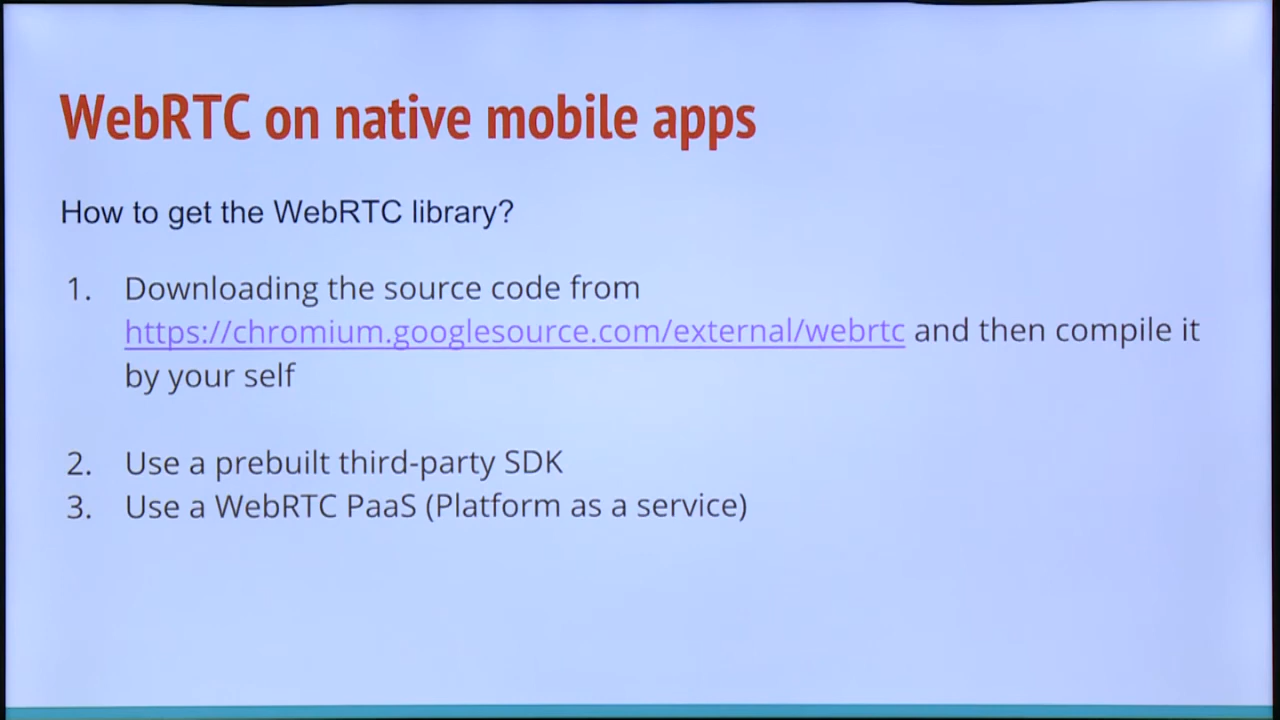 WebRTC on native mobile apps
How to get the WebRTC library?
1. Downloading the source code from
https://chromium.googlesource.com/external/webrtc and then compile it
by your self
2. Use a prebuilt third-party SDK
3. Use a WebRTC PaaS (Platform as a service)